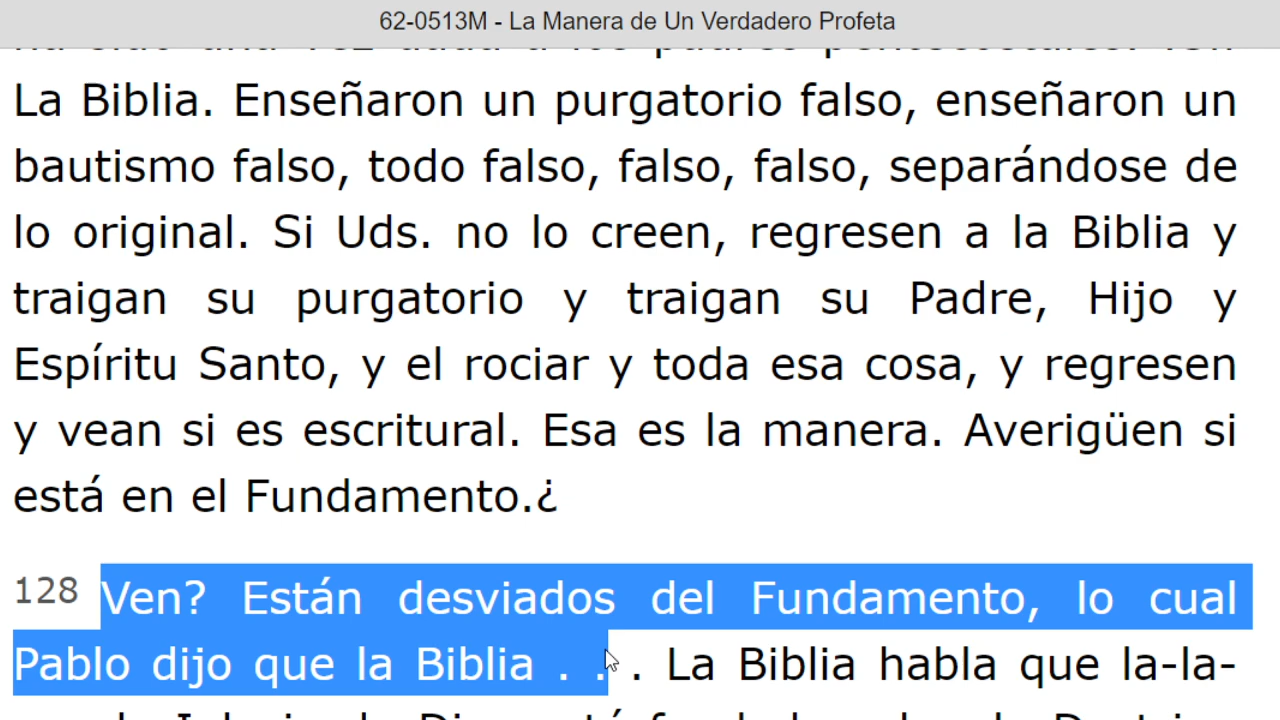 62-0513M - La Manera de Un Verdadero Profeta
La Biblia. Enseñaron un purgatorio falso, enseñaron un
bautismo falso, todo falso, falso, falso, separándose de
lo original. Si Uds. no lo creen, regresen a la Biblia y
traigan su purgatorio y traigan su Padre, Hijo y
Espíritu Santo, y el rociar y toda esa cosa, y regresen
y vean si es escritural. Esa es la manera. Averigüen si
está en el Fundamento.¿
128 Ven? Están desviados del Fundamento, lo cual
Pablo dijo que la Biblia . . . La Biblia habla que la-la-